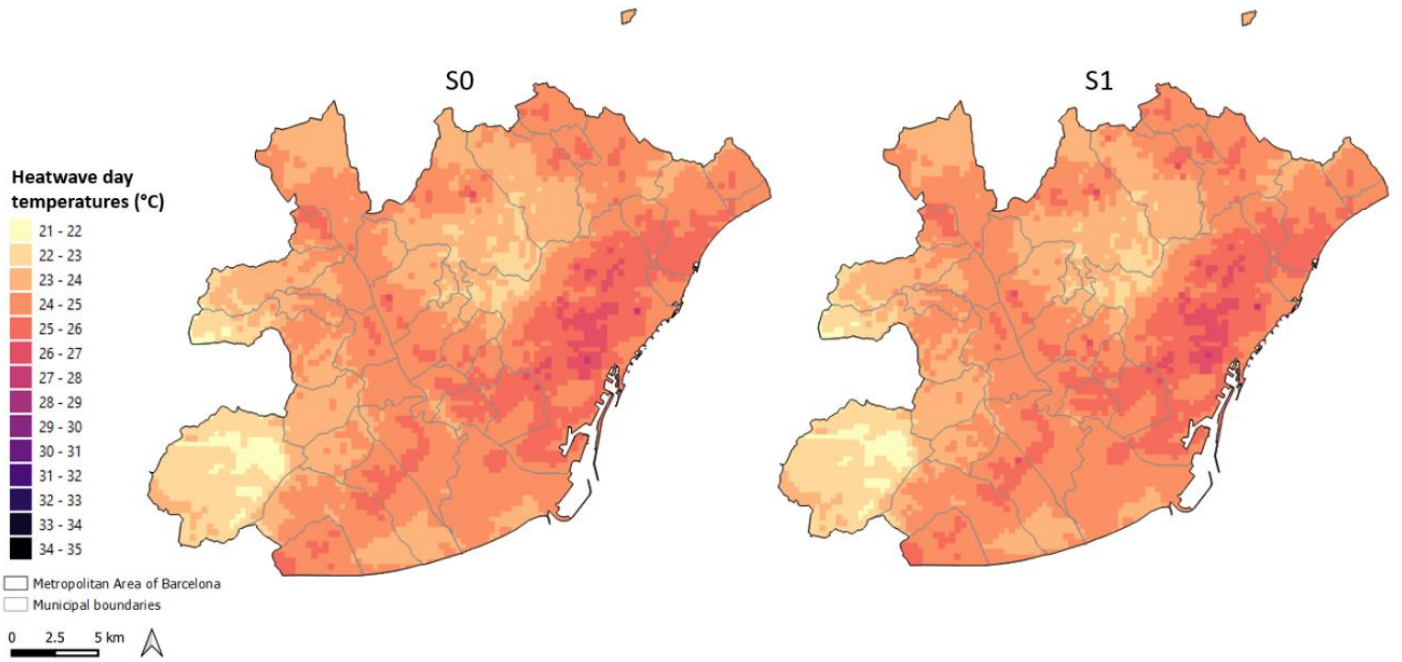 S0
S1
Heatwave day
temperatures (°C)
21 - 22
22 - 23
23 - 24
24 - 25
25 - 26
26 - 27
27 - 28
28 - 29
29 - 30
30 - 31
31 - 32
32 - 33
33 - 34
34 - 35
Metropolitan Area of Barcelona
Municipal boundaries
0 2.5 5 km